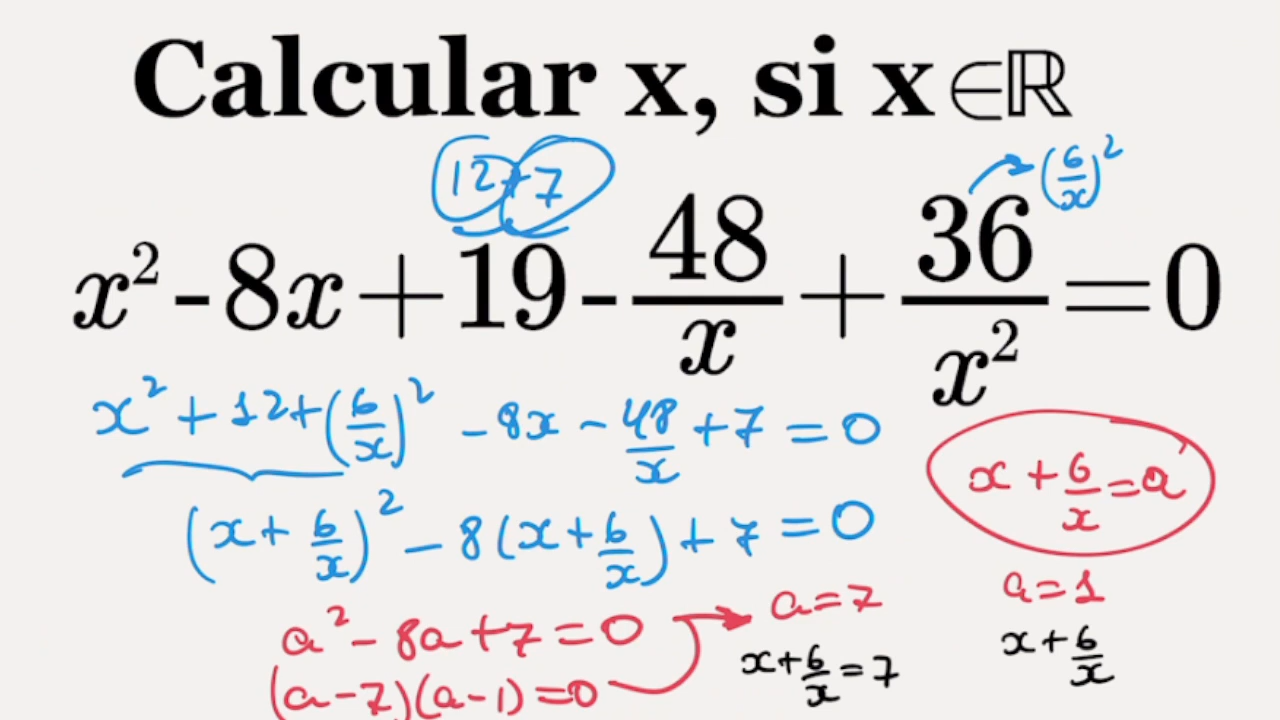 Calcular x, si x∈ℝ
12+7
(6/x)²
x² - 8x + 19 - 48/x + 36/x² = 0
x² + 12 + (6/x)² - 8x - 48/x + 7 = 0
x + 6/x = a
(x + 6/x)² - 8(x + 6/x) + 7 = 0
a² - 8a + 7 = 0
a = 7
a = 1
(a - 7)(a - 1) = 0
x + 6/x = 7
x + 6/x